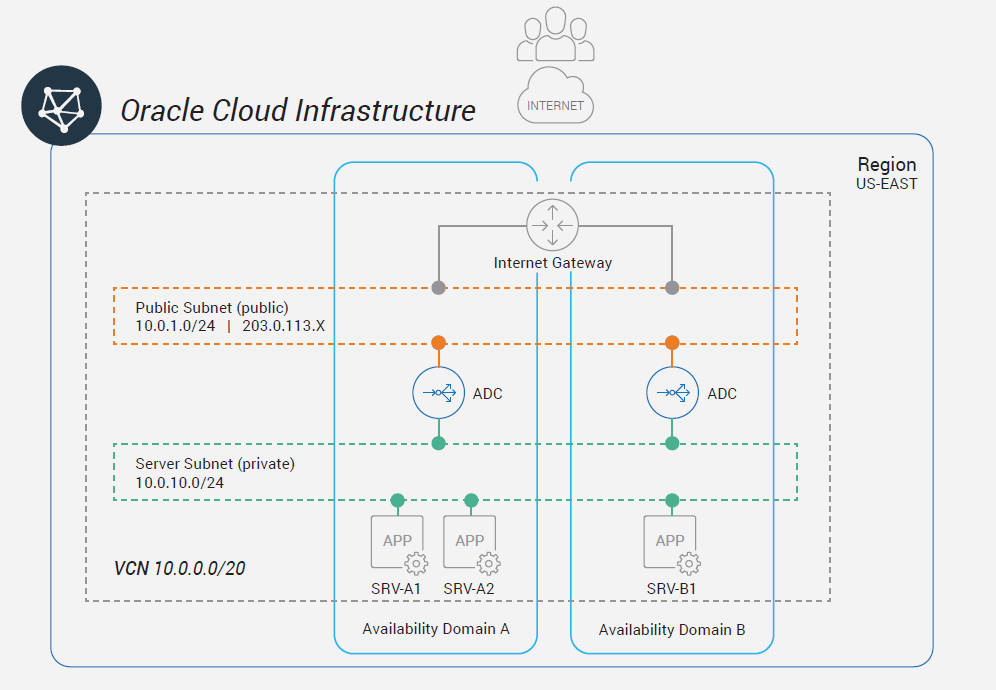 INTERNET
Oracle Cloud Infrastructure
Region
US-EAST
Internet Gateway
Public Subnet (public)
10.0.1.0/24 | 203.0.113.X
ADC
ADC
Server Subnet (private)
10.0.10.0/24
APP
APP
APP
VCN 10.0.0.0/20
SRV-A1
SRV-A2
SRV-B1
Availability Domain A
Availability Domain B